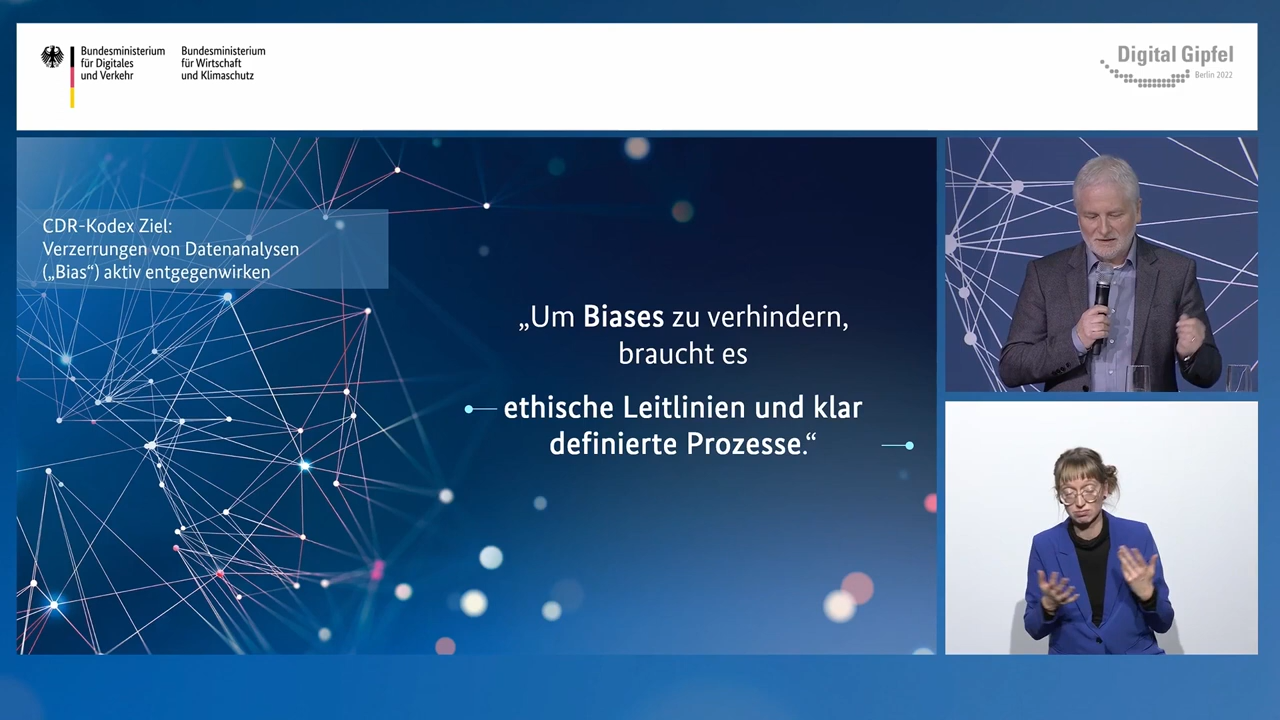 Bundesministerium
für Digitales
und Verkehr
Bundesministerium
für Wirtschaft
und Klimaschutz
Digital Gipfel
Berlin 2022
CDR-Kodex Ziel:
Verzerrungen von Datenanalysen
(„Bias“) aktiv entgegenwirken
„Um Biases zu verhindern,
braucht es
ethische Leitlinien und klar
definierte Prozesse.“